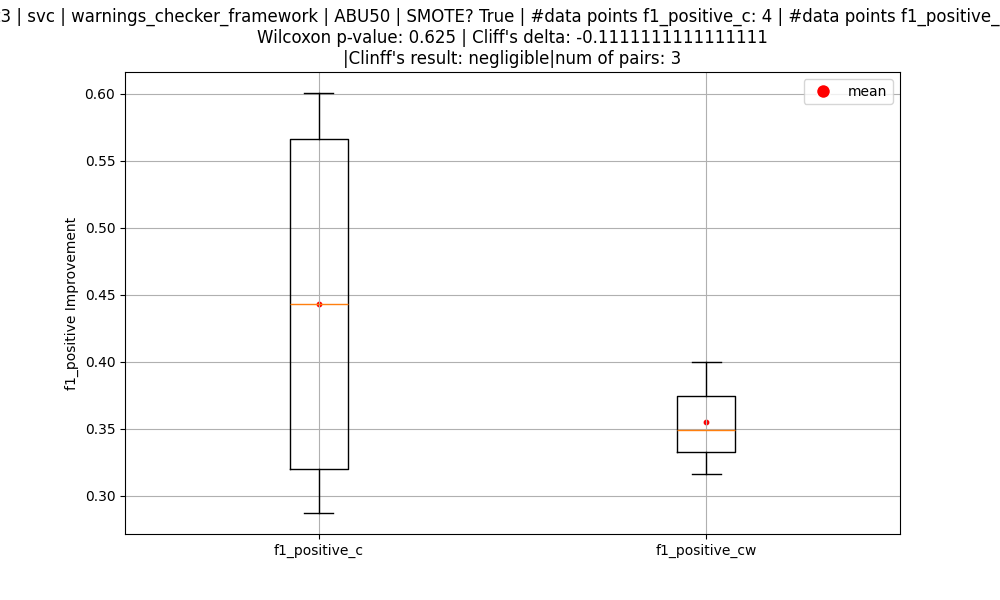 3 | svc | warnings_checker_framework | ABU50 | SMOTE? True | #data points f1_positive_c: 4 | #data points f1_positive_
Wilcoxon p-value: 0.625 | Cliff's delta: -0.1111111111111111
|Clinff's result: negligible|num of pairs: 3
mean
0.60
0.55
0.50
0.45
0.40
0.35
0.30
f1_positive Improvement
f1_positive_c
f1_positive_cw